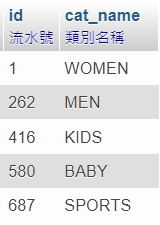 id cat_name
流水號 類別名稱
1 WOMEN
262 MEN
416 KIDS
580 BABY
687 SPORTS